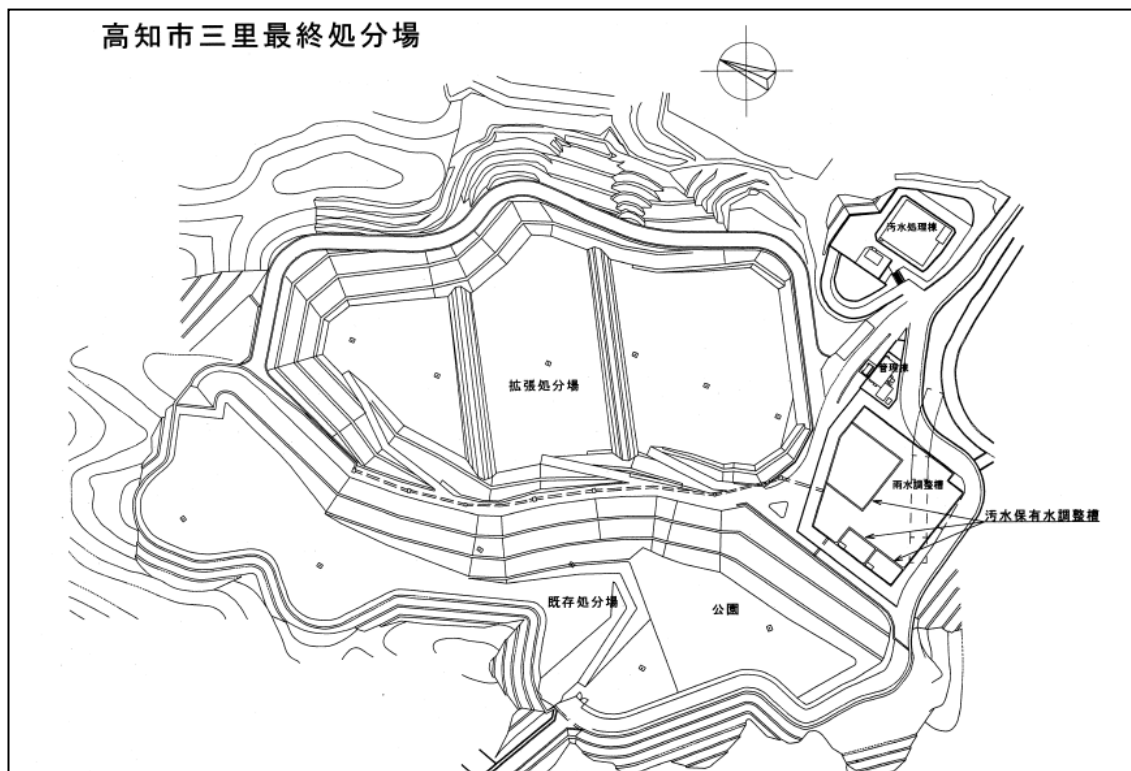 高知市三里最終処分場
汚水処理棟
管理棟
拡張処分場
雨水調整槽
汚水保有水調整槽
既存処分場
公園